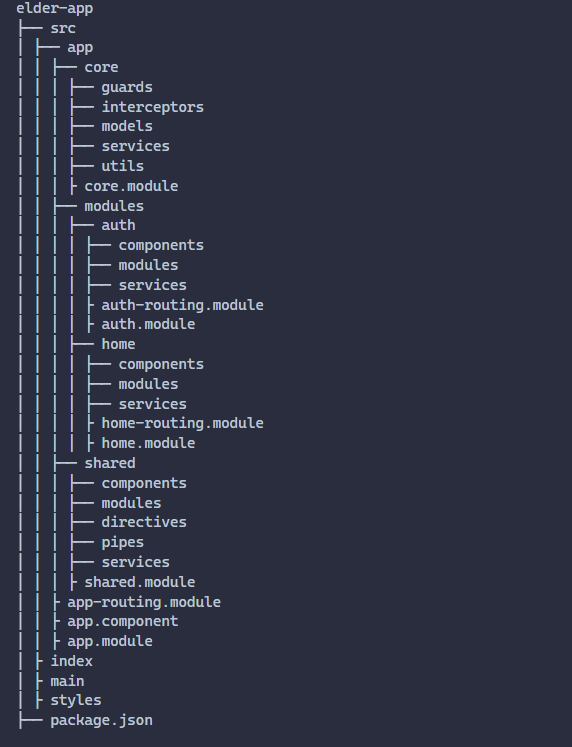 elder-app
├── src
│ ├── app
│ │ ├── core
│ │ │ ├── guards
│ │ │ ├── interceptors
│ │ │ ├── models
│ │ │ ├── services
│ │ │ ├── utils
│ │ │ ├ core.module
│ │ ├── modules
│ │ │ ├── auth
│ │ │ │ ├── components
│ │ │ │ ├── modules
│ │ │ │ ├── services
│ │ │ │ ├ auth-routing.module
│ │ │ │ ├ auth.module
│ │ │ ├── home
│ │ │ │ ├── components
│ │ │ │ ├── modules
│ │ │ │ ├── services
│ │ │ │ ├ home-routing.module
│ │ │ │ ├ home.module
│ │ ├── shared
│ │ │ ├── components
│ │ │ ├── modules
│ │ │ ├── directives
│ │ │ ├── pipes
│ │ │ ├── services
│ │ │ ├ shared.module
│ │ ├ app-routing.module
│ │ ├ app.component
│ │ ├ app.module
│ ├ index
│ ├ main
│ ├ styles
├── package.json